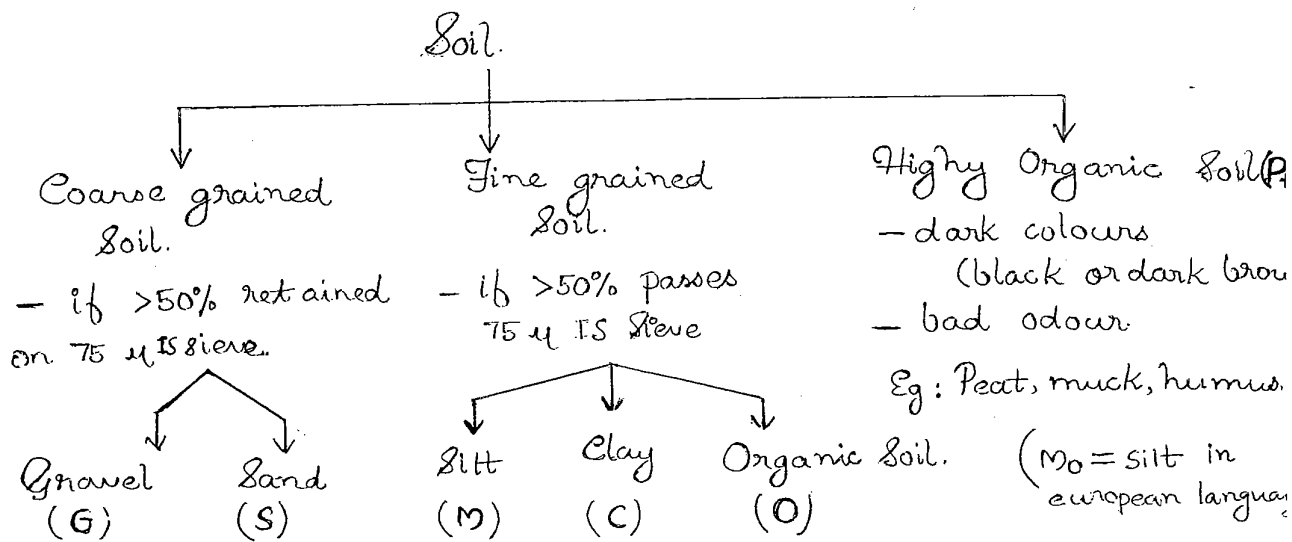 Soil.
Coarse grained
Soil.
- if >50% retained
on 75 μ IS sieve.
Gravel
(G)
Sand
(S)
Fine grained
Soil.
- if >50% passes
75 μ IS Sieve
Silt
(M)
Clay
(C)
Organic Soil.
(O)
Highy Organic Soil (P
- dark colours
(black or dark brou
- bad odour.
Eg: Peat, muck, humus.
(Mo = silt in
european langua